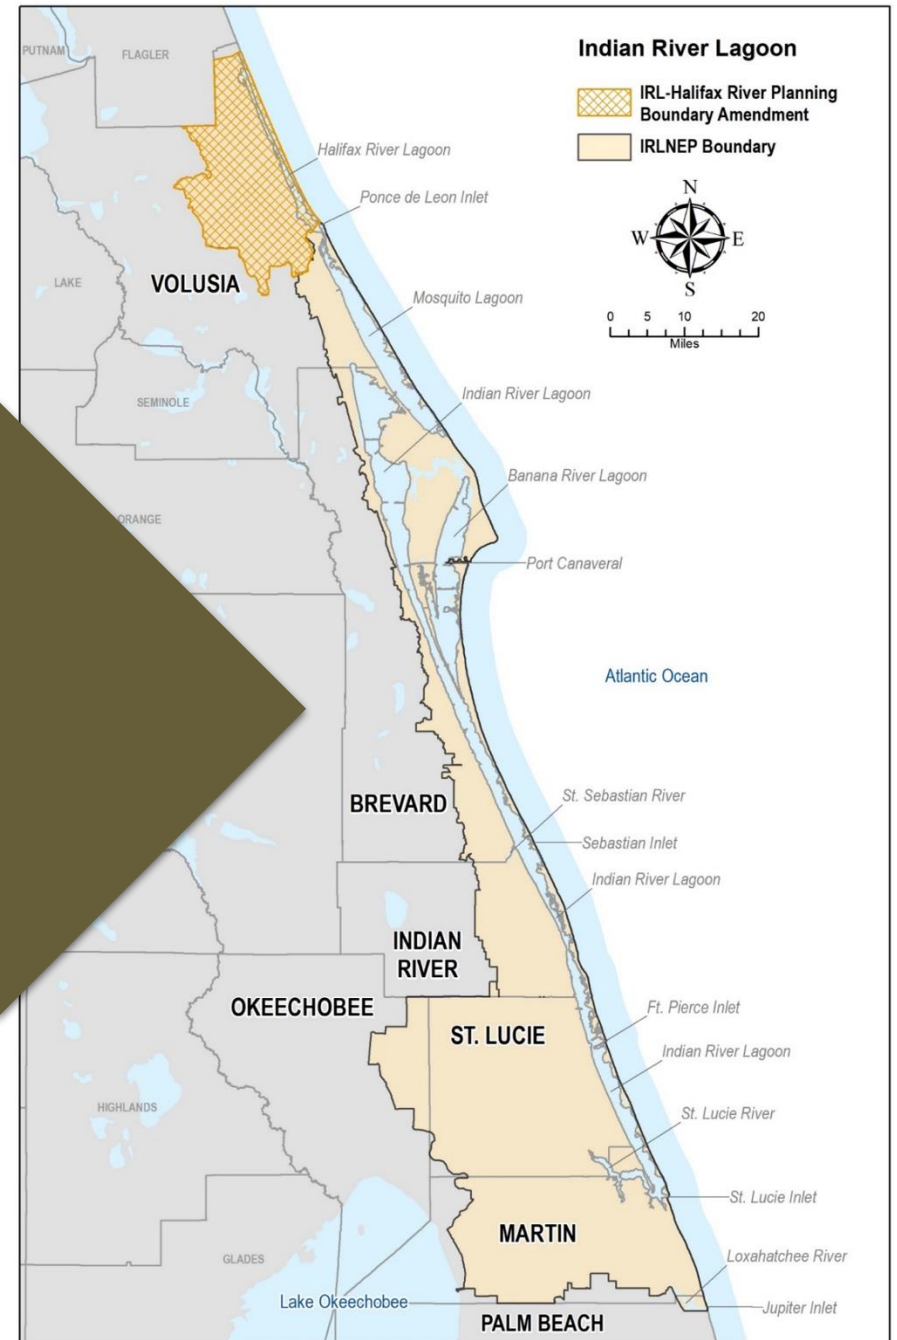 Indian River Lagoon
IRL-Halifax River Planning
Boundary Amendment
IRLNEP Boundary
N
W
E
S
0 5 10 20
Miles
PUTNAM
FLAGLER
Halifax River Lagoon
Ponce de Leon Inlet
LAKE
VOLUSIA
Mosquito Lagoon
Indian River Lagoon
SEMINOLE
Banana River Lagoon
ORANGE
Port Canaveral
Atlantic Ocean
St. Sebastian River
BREVARD
Sebastian Inlet
Indian River Lagoon
INDIAN
RIVER
OKEECHOBEE
Ft. Pierce Inlet
ST. LUCIE
Indian River Lagoon
HIGHLANDS
St. Lucie River
St. Lucie Inlet
MARTIN
GLADES
Loxahatchee River
Lake Okeechobee
Jupiter Inlet
PALM BEACH